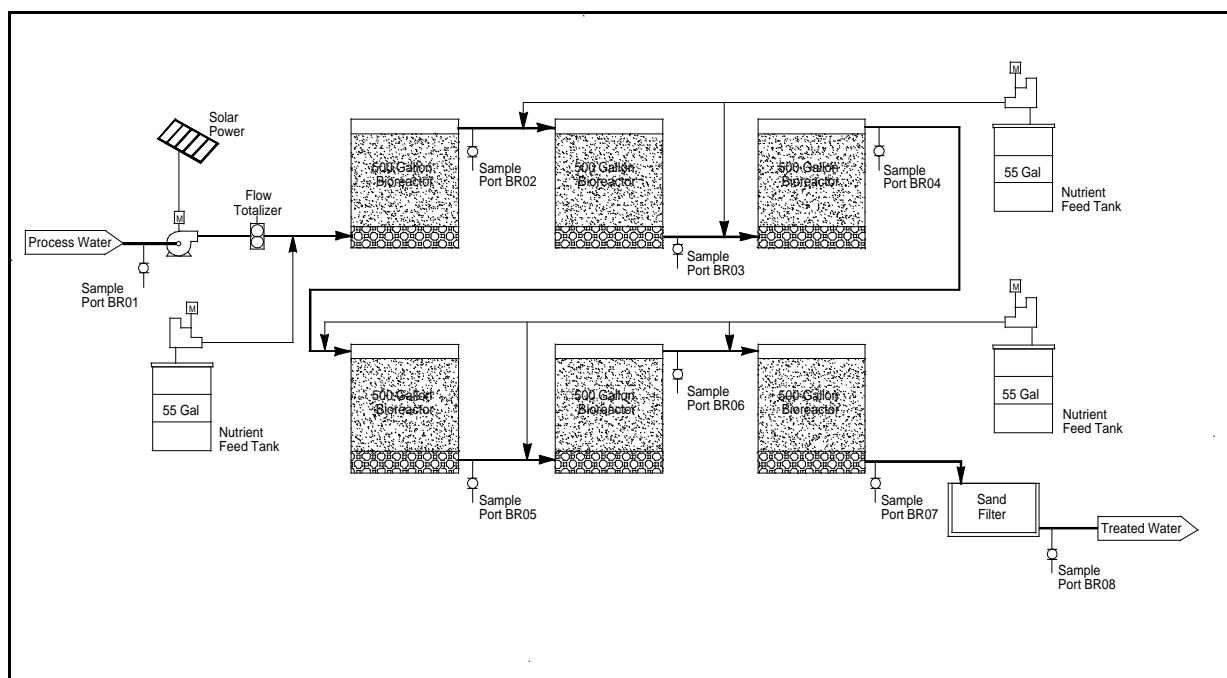 Solar
Power
M
Flow
Totalizer
Process Water
Sample
Port BR01
500 Gallon
Bioreactor
Sample
Port BR02
500 Gallon
Bioreactor
Sample
Port BR03
500 Gallon
Bioreactor
Sample
Port BR04
M
55 Gal
Nutrient
Feed Tank
M
55 Gal
Nutrient
Feed Tank
500 Gallon
Bioreactor
Sample
Port BR05
500 Gallon
Bioreactor
Sample
Port BR06
500 Gallon
Bioreactor
Sample
Port BR07
M
55 Gal
Nutrient
Feed Tank
Sand
Filter
Treated Water
Sample
Port BR08